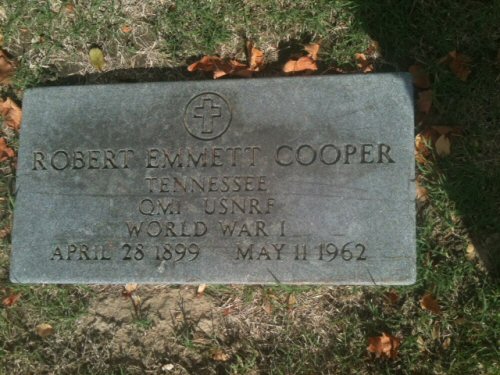 ROBERT EMMETT COOPER
TENNESSEE
QM1 USNRF
WORLD WAR I
APRIL 28 1899 MAY 11 1962